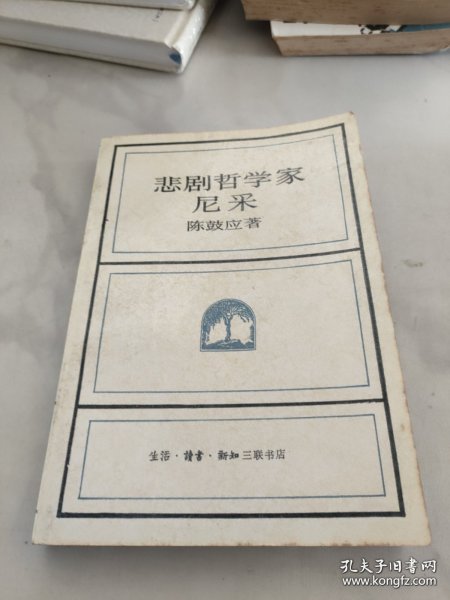 悲剧哲学家
尼采
陈鼓应著
生活·讀書·新知三联书店
孔夫子旧书网
www.kongfz.com